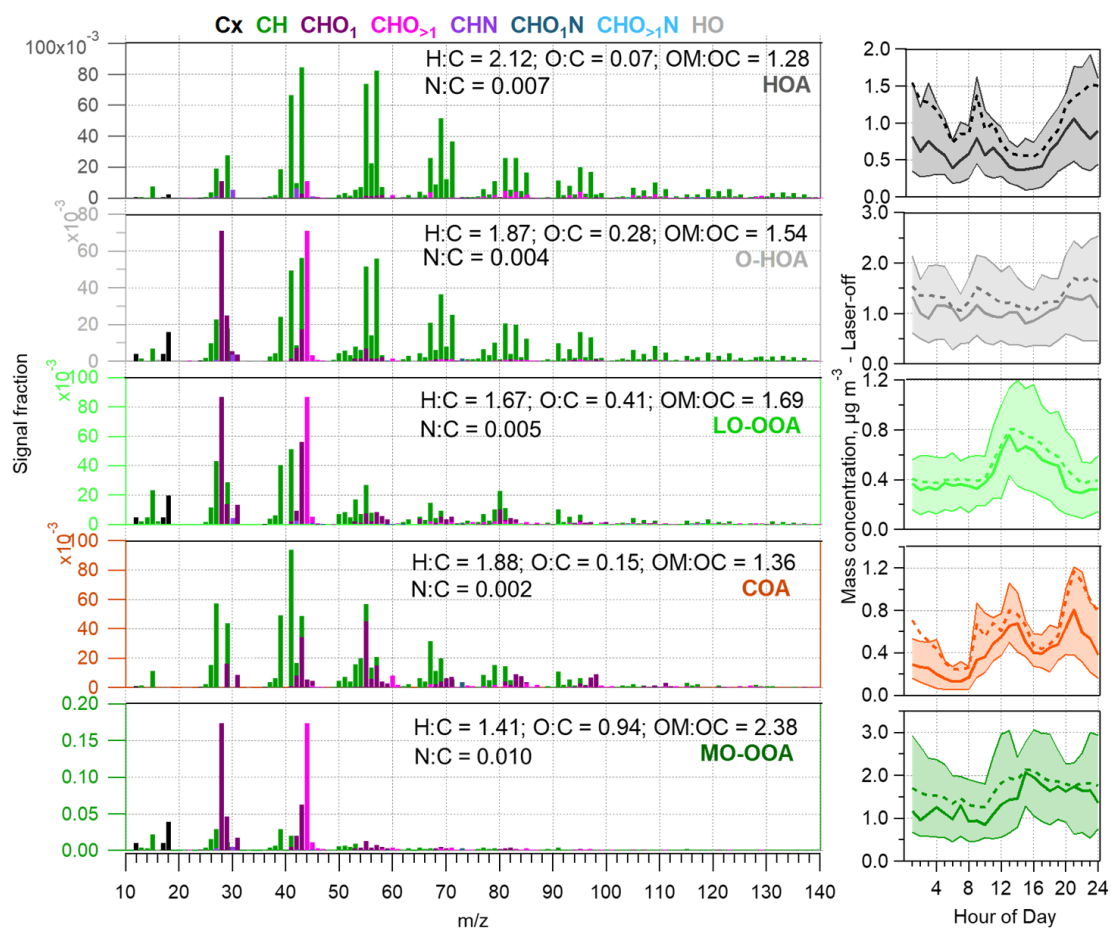 Cx CH CHO1 CHO>1 CHN CHO1N CHO>1N HO
100x10-3
80
60
40
20
0
H:C = 2.12; O:C = 0.07; OM:OC = 1.28
N:C = 0.007
HOA
2.0
1.5
1.0
0.5
0.0
x10-3
80
60
40
20
0
H:C = 1.87; O:C = 0.28; OM:OC = 1.54
N:C = 0.004
O-HOA
3.0
2.0
1.0
0.0
x10-3
100
80
60
40
20
0
H:C = 1.67; O:C = 0.41; OM:OC = 1.69
N:C = 0.005
LO-OOA
1.2
0.8
0.4
0.0
x10-3
100
80
60
40
20
0
H:C = 1.88; O:C = 0.15; OM:OC = 1.36
N:C = 0.002
COA
1.2
0.8
0.4
0.0
0.20
0.15
0.10
0.05
0.00
H:C = 1.41; O:C = 0.94; OM:OC = 2.38
N:C = 0.010
MO-OOA
3.0
2.0
1.0
0.0
Signal fraction
Mass concentration, µg m-3 - Laser-off
10 20 30 40 50 60 70 80 90 100 110 120 130 140
m/z
4 8 12 16 20 24
Hour of Day